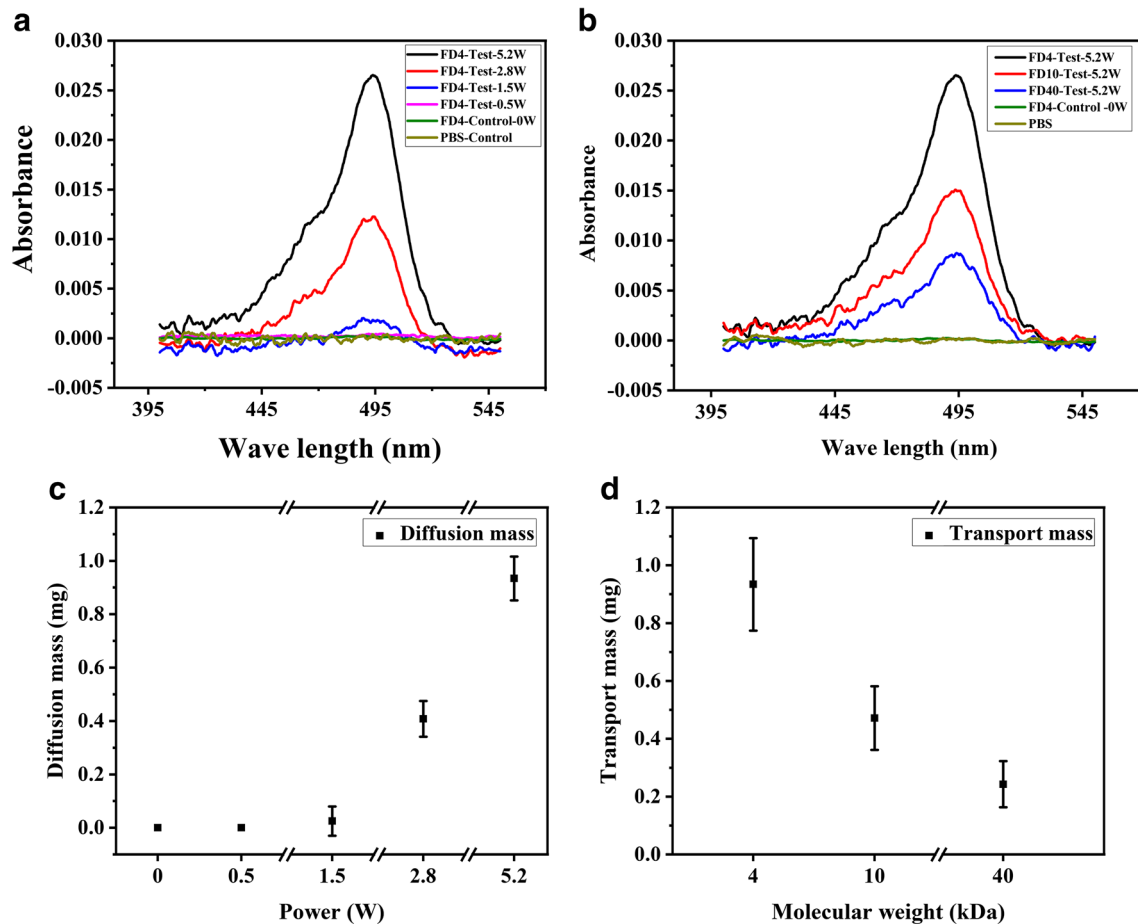 a
0.030
0.025
0.020
0.015
0.010
0.005
0.000
-0.005
Absorbance
395
445
495
545
Wave length (nm)
FD4-Test-5.2W
FD4-Test-2.8W
FD4-Test-1.5W
FD4-Test-0.5W
FD4-Control-0W
PBS-Control
b
0.030
0.025
0.020
0.015
0.010
0.005
0.000
-0.005
Absorbance
395
445
495
545
Wave length (nm)
FD4-Test-5.2W
FD10-Test-5.2W
FD40-Test-5.2W
FD4-Control -0W
PBS
c
1.2
1.0
0.8
0.6
0.4
0.2
0.0
Diffusion mass (mg)
Diffusion mass
0
0.5
1.5
2.8
5.2
Power (W)
d
1.2
1.0
0.8
0.6
0.4
0.2
0.0
Transport mass (mg)
Transport mass
4
10
40
Molecular weight (kDa)